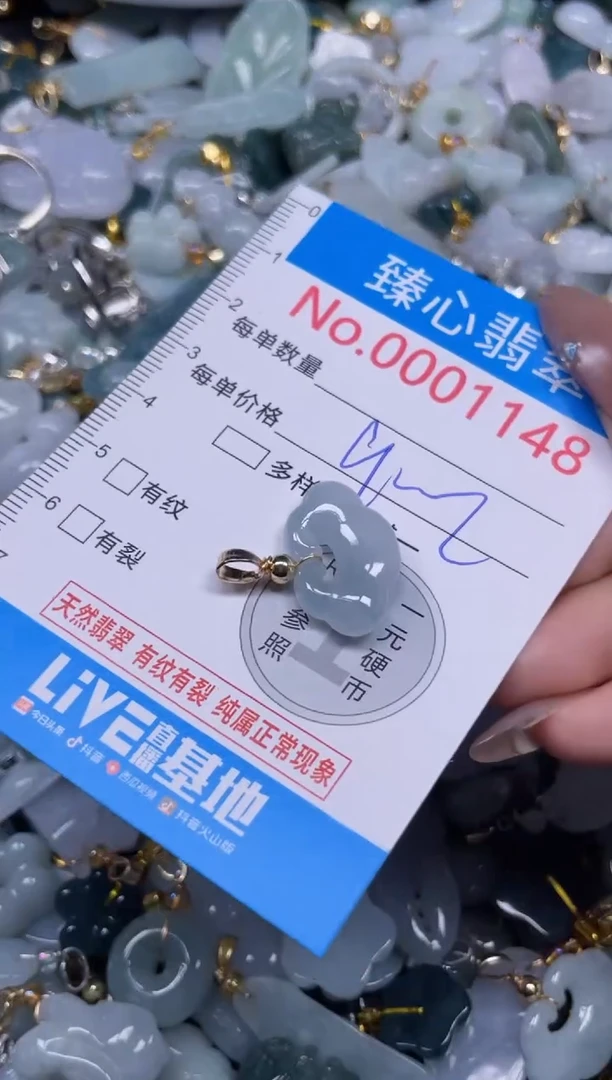 0
1
2
3
4
5
6
7
臻心翡翠
No.0001148
每单数量
每单价格
多样
有纹
有裂
参照
一元硬币
天然翡翠 有纹有裂 纯属正常现象
LiVE直播基地
今日头条 抖音 西瓜视频 抖音火山版